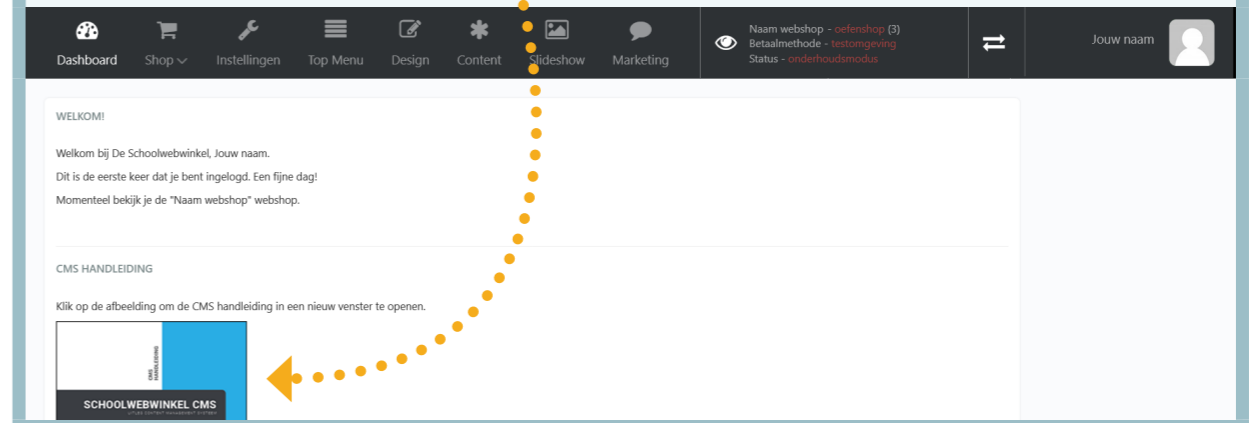 Dashboard Shop Instellingen Top Menu Design Content Slideshow Marketing
Naam webshop - oefenshop (3)
Betaalmethode - testomgeving
Status - onderhoudsmodus
Jouw naam
WELKOM!
Welkom bij De Schoolwebwinkel, Jouw naam.
Dit is de eerste keer dat je bent ingelogd. Een fijne dag!
Momenteel bekijk je de "Naam webshop" webshop.
CMS HANDLEIDING
Klik op de afbeelding om de CMS handleiding in een nieuw venster te openen.
CMS
HANDLEIDING
SCHOOLWEBWINKEL CMS